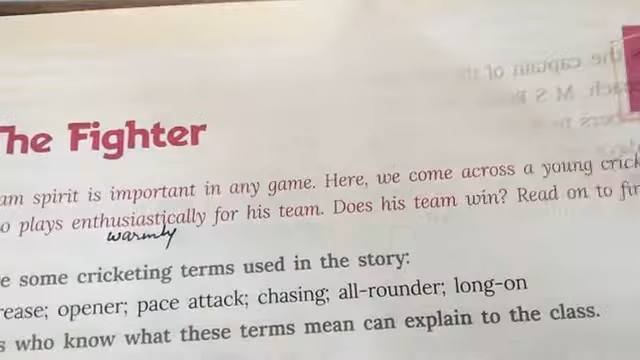 The Fighter
am spirit is important in any game. Here, we come across a young crick
o plays enthusiastically for his team. Does his team win? Read on to fin
warmly
e some cricketing terms used in the story:
rease; opener; pace attack; chasing; all-rounder; long-on
s who know what these terms mean can explain to the class.